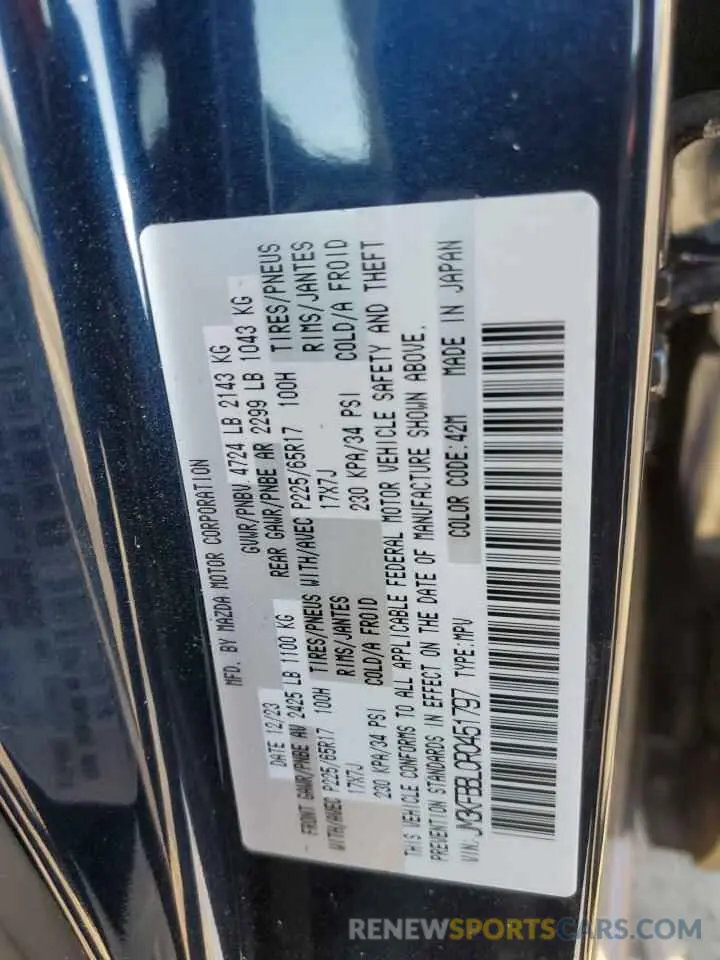 MFD. BY MAZDA MOTOR CORPORATION
DATE 12/23 GVWR/PNBV 4724 LB 2143 KG
FRONT GAWR/PNBE AV 2425 LB 1100 KG REAR GAWR/PNBE AR 2299 LB 1043 KG
WITH/AVEC P225/65R17 100H TIRES/PNEUS WITH/AVEC P225/65R17 100H TIRES/PNEUS
17X7J RIMS/JANTES 17X7J RIMS/JANTES
230 KPA/34 PSI COLD/A FROID 230 KPA/34 PSI COLD/A FROID
THIS VEHICLE CONFORMS TO ALL APPLICABLE FEDERAL MOTOR VEHICLE SAFETY AND THEFT
PREVENTION STANDARDS IN EFFECT ON THE DATE OF MANUFACTURE SHOWN ABOVE.
VIN: JM3KFBBL0R0451797 TYPE: MPV COLOR CODE: 42M MADE IN JAPAN
RENEWSPORTSCARS.COM